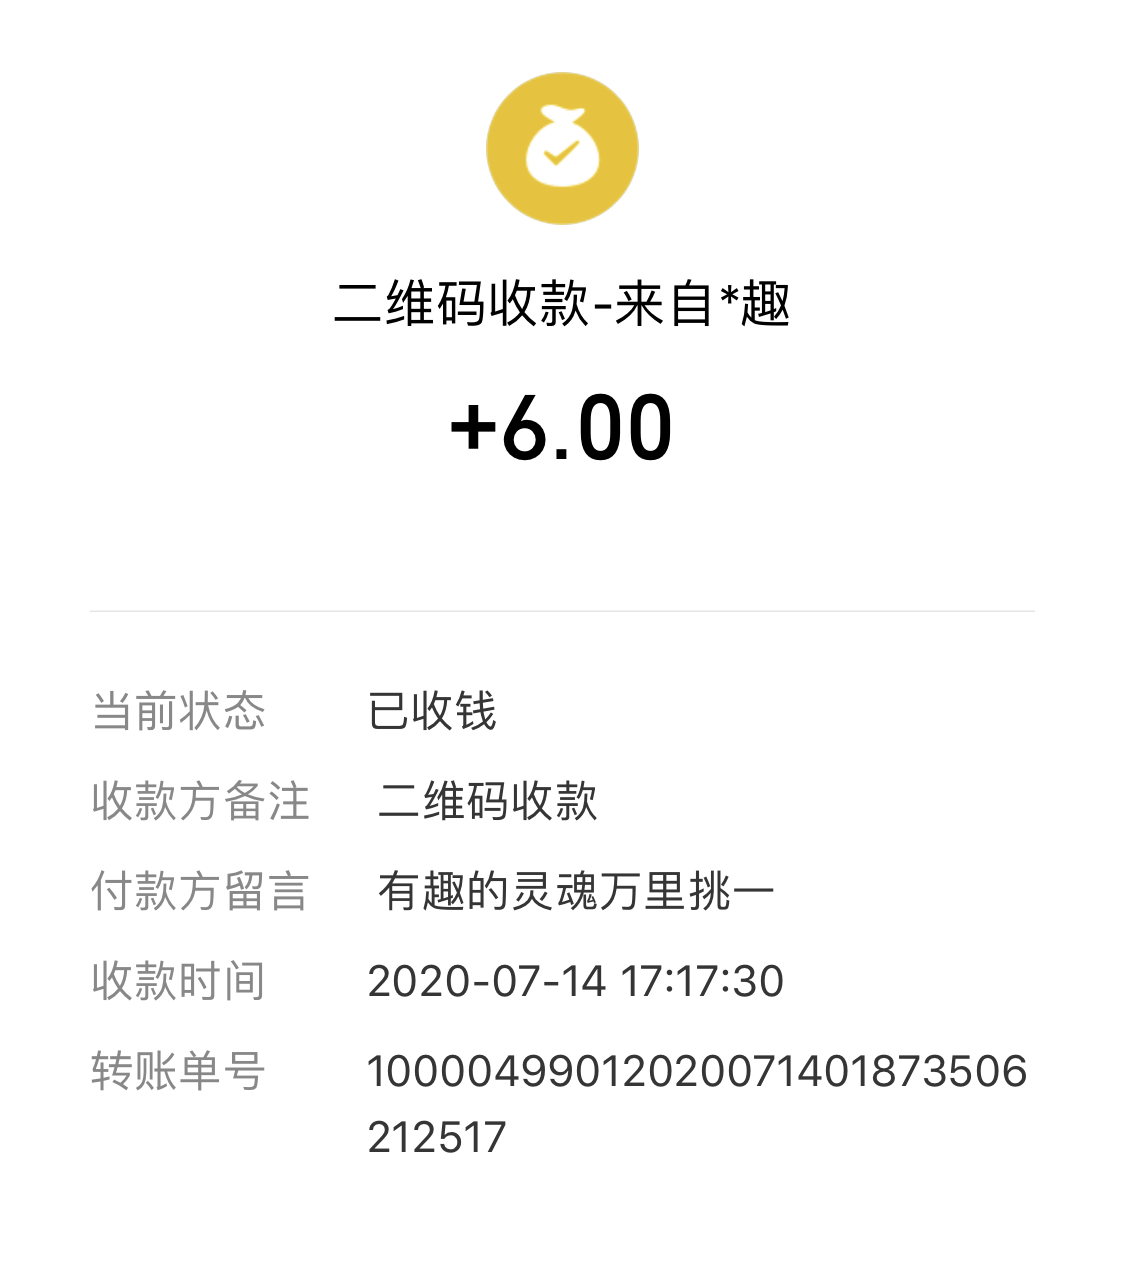 二维码收款-来自*趣
+6.00
当前状态 已收钱
收款方备注 二维码收款
付款方留言 有趣的灵魂万里挑一
收款时间 2020-07-14 17:17:30
转账单号 10000499012020071401873506
212517